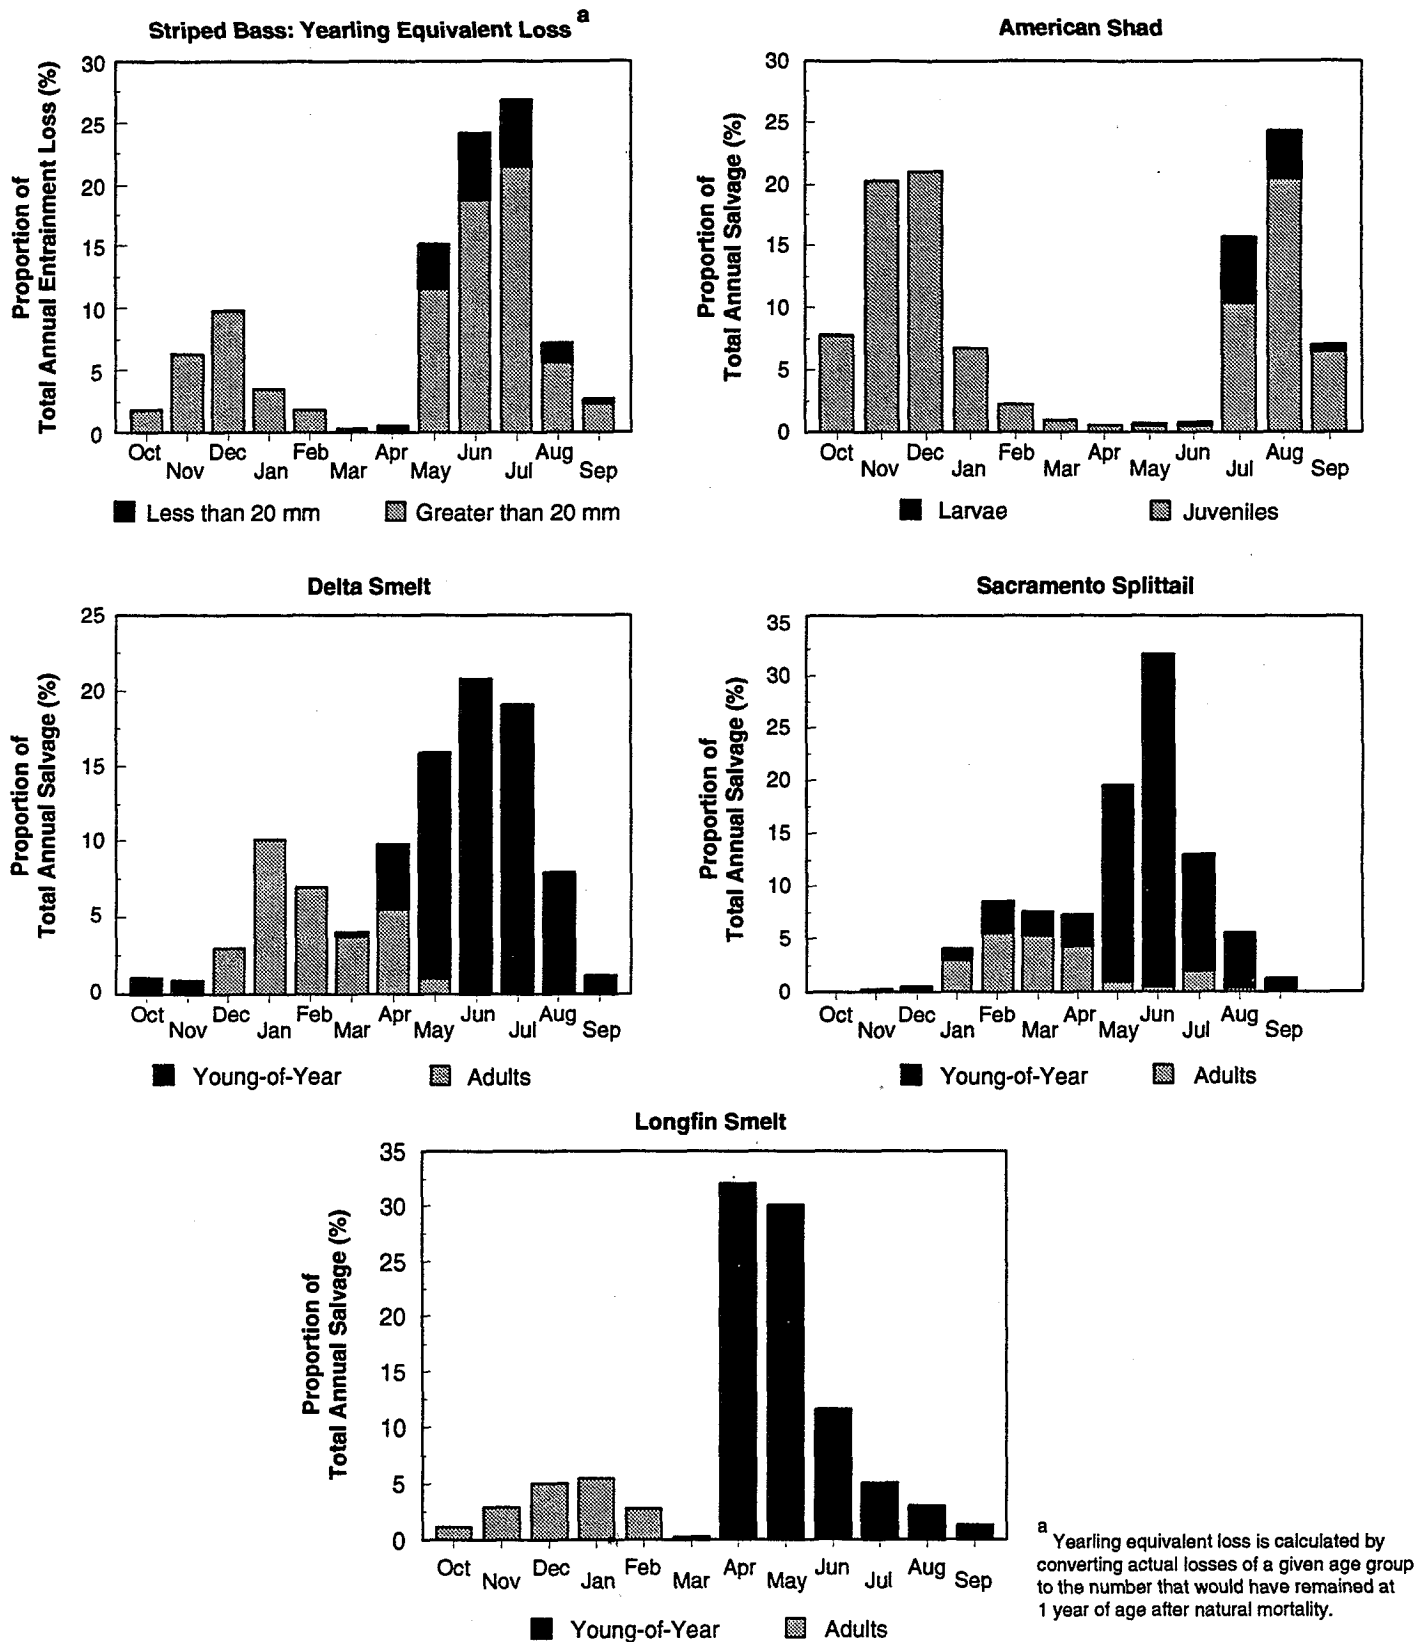 Striped Bass: Yearling Equivalent Loss a
Proportion of
Total Annual Entrainment Loss (%)
30
25
20
15
10
5
0
Oct Nov Dec Jan Feb Mar Apr May Jun Jul Aug Sep
Less than 20 mm Greater than 20 mm
American Shad
Proportion of
Total Annual Salvage (%)
30
25
20
15
10
5
0
Oct Nov Dec Jan Feb Mar Apr May Jun Jul Aug Sep
Larvae Juveniles
Delta Smelt
Proportion of
Total Annual Salvage (%)
25
20
15
10
5
0
Oct Nov Dec Jan Feb Mar Apr May Jun Jul Aug Sep
Young-of-Year Adults
Sacramento Splittail
Proportion of
Total Annual Salvage (%)
35
30
25
20
15
10
5
0
Oct Nov Dec Jan Feb Mar Apr May Jun Jul Aug Sep
Young-of-Year Adults
Longfin Smelt
Proportion of
Total Annual Salvage (%)
35
30
25
20
15
10
5
0
Oct Nov Dec Jan Feb Mar Apr May Jun Jul Aug Sep
Young-of-Year Adults
a Yearling equivalent loss is calculated by
converting actual losses of a given age group
to the number that would have remained at
1 year of age after natural mortality.